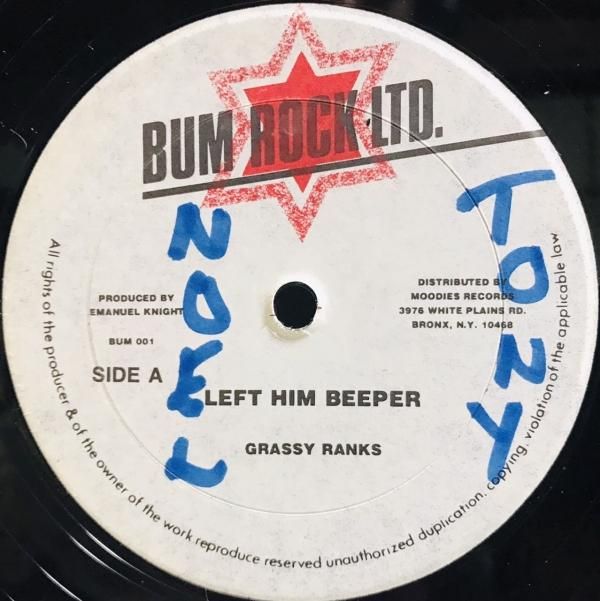 BUM ROCK LTD.
NOEL
TONY
PRODUCED BY
EMANUEL KNIGHT
BUM 001
SIDE A
DISTRIBUTED BY
MOODIES RECORDS
3976 WHITE PLAINS RD.
BRONX, N.Y. 10468
LEFT HIM BEEPER
GRASSY RANKS
All rights of the producer & of the owner of the work reproduce reserved unauthorized duplication. copying. violation of the applicable law